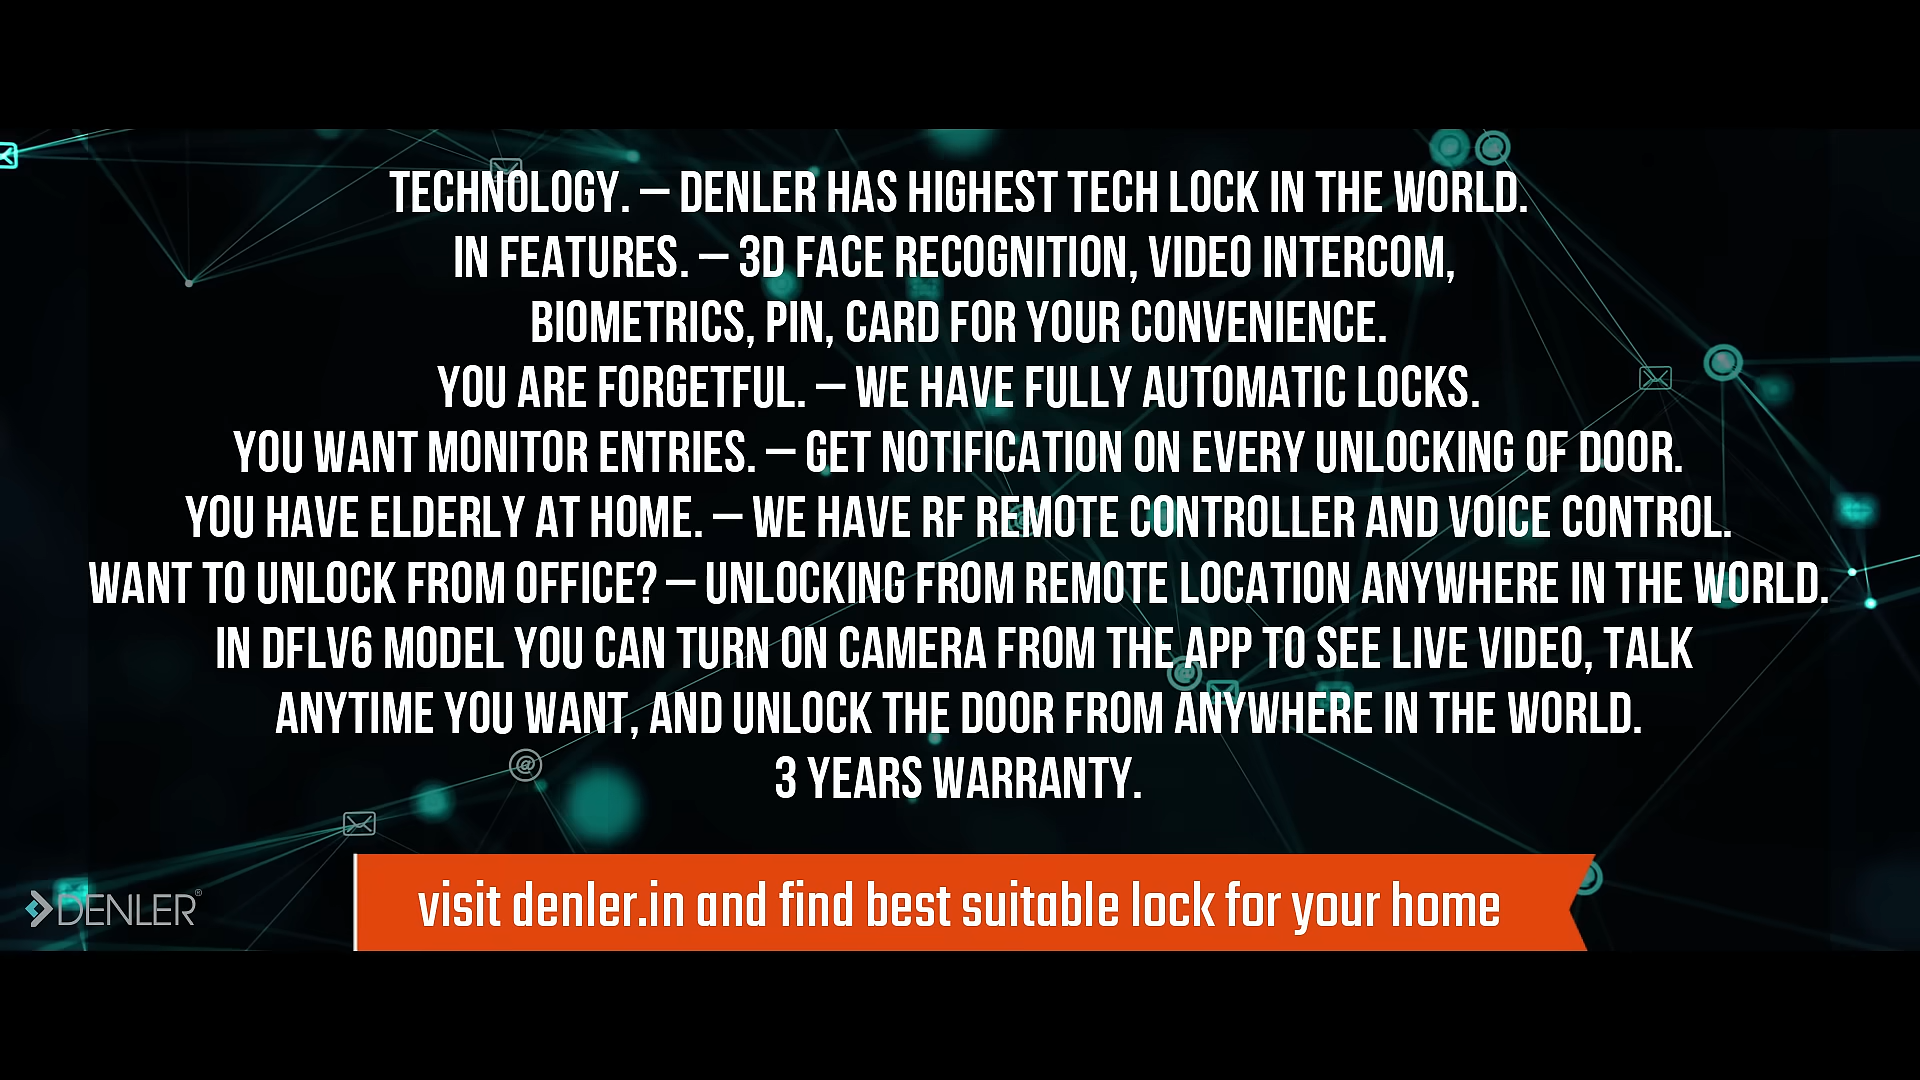 TECHNOLOGY. – DENLER HAS HIGHEST TECH LOCK IN THE WORLD.
IN FEATURES. – 3D FACE RECOGNITION, VIDEO INTERCOM,
BIOMETRICS, PIN, CARD FOR YOUR CONVENIENCE.
YOU ARE FORGETFUL. – WE HAVE FULLY AUTOMATIC LOCKS.
YOU WANT MONITOR ENTRIES. – GET NOTIFICATION ON EVERY UNLOCKING OF DOOR.
YOU HAVE ELDERLY AT HOME. – WE HAVE RF REMOTE CONTROLLER AND VOICE CONTROL.
WANT TO UNLOCK FROM OFFICE? – UNLOCKING FROM REMOTE LOCATION ANYWHERE IN THE WORLD.
IN DFLV6 MODEL YOU CAN TURN ON CAMERA FROM THE APP TO SEE LIVE VIDEO, TALK
ANYTIME YOU WANT, AND UNLOCK THE DOOR FROM ANYWHERE IN THE WORLD.
3 YEARS WARRANTY.
visit denler.in and find best suitable lock for your home
DENLER®